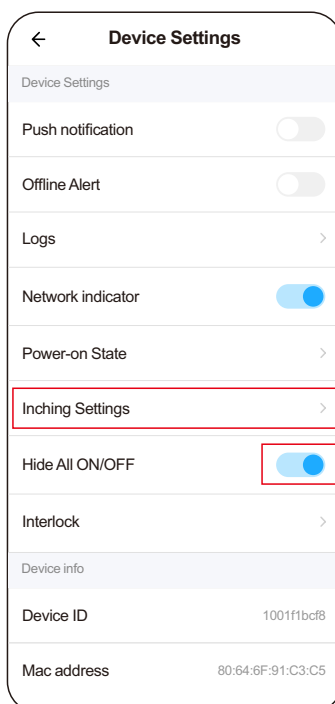 Device Settings
Device Settings
Push notification
Offline Alert
Logs
Network indicator
Power-on State
Inching Settings
Hide All ON/OFF
Interlock
Device info
Device ID 1001f1bcf8
Mac address 80:64:6F:91:C3:C5